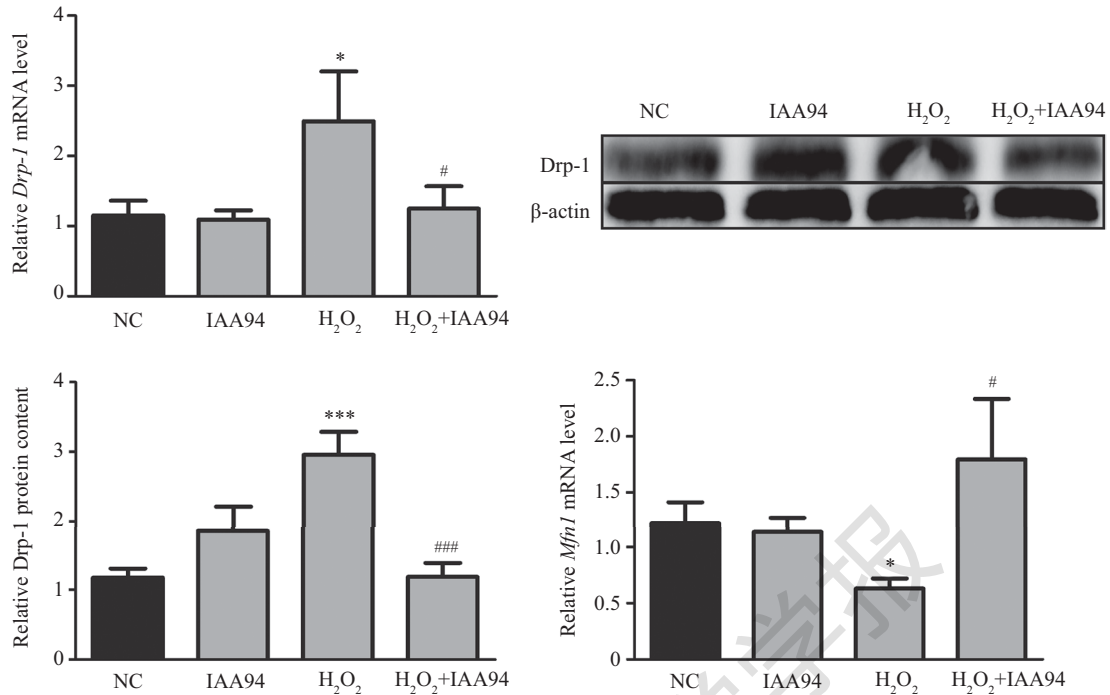 Relative Drp-1 mRNA level
4
3
2
1
0
*
#
NC IAA94 H₂O₂ H₂O₂+IAA94
NC IAA94 H₂O₂ H₂O₂+IAA94
Drp-1
β-actin
Relative Drp-1 protein content
4
3
2
1
0
***
###
NC IAA94 H₂O₂ H₂O₂+IAA94
Relative Mfn1 mRNA level
2.5
2.0
1.5
1.0
0.5
0
*
#
NC IAA94 H₂O₂ H₂O₂+IAA94
学报